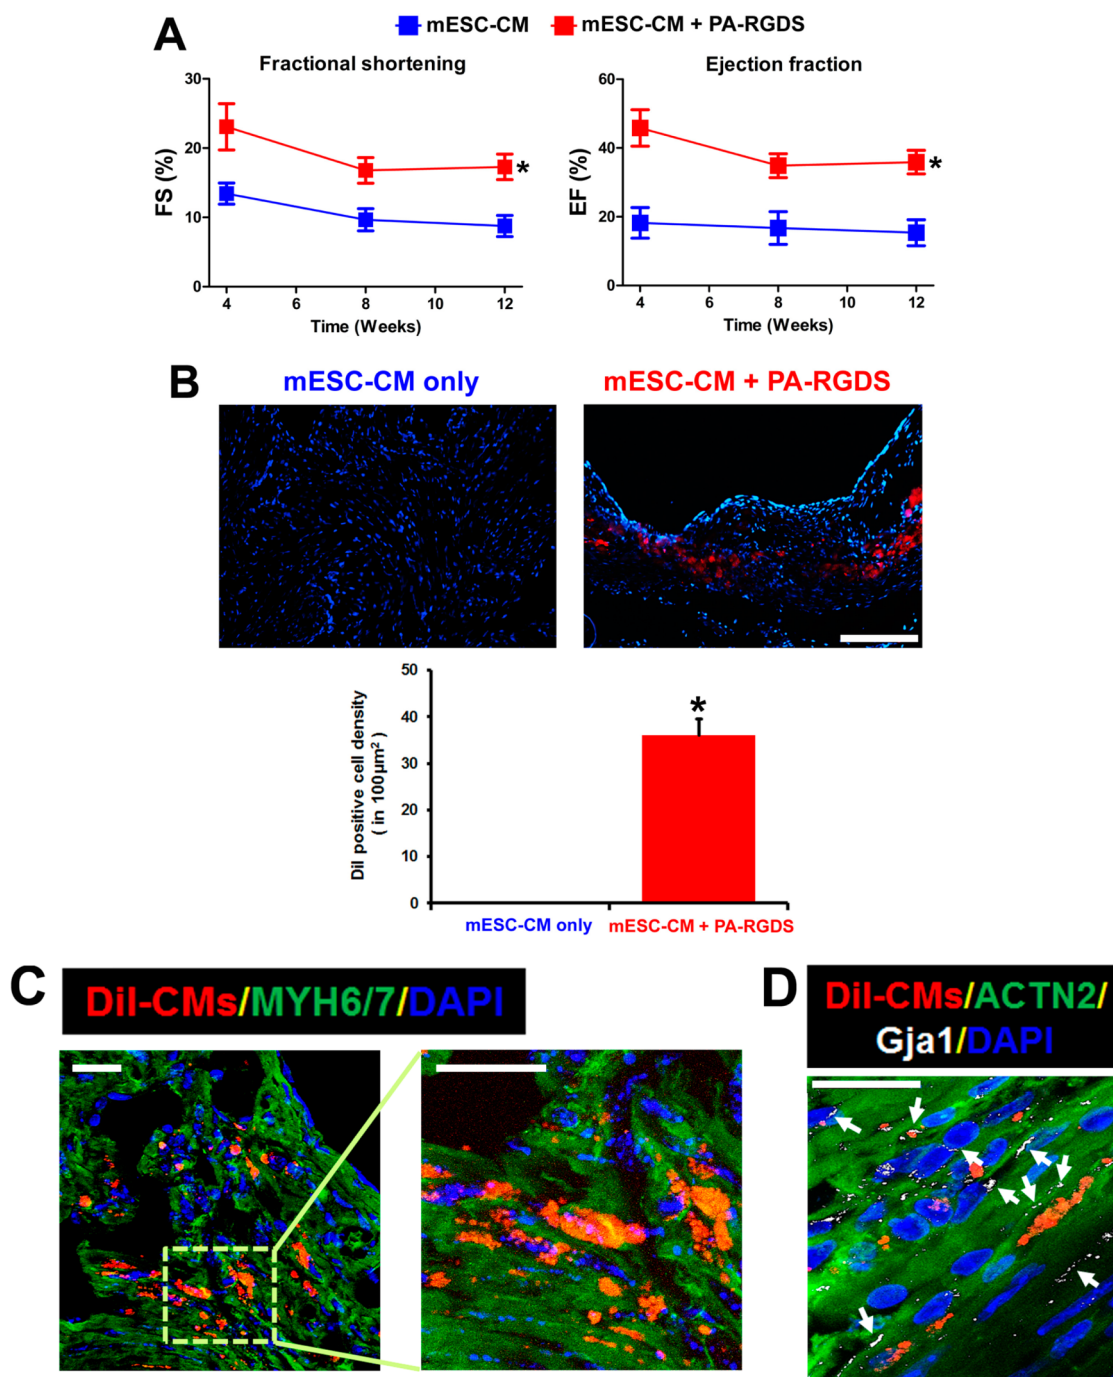 mESC-CM
mESC-CM + PA-RGDS
A
Fractional shortening
Ejection fraction
30
20
10
0
FS (%)
4
6
8
10
12
Time (Weeks)
*
60
40
20
0
EF (%)
4
6
8
10
12
Time (Weeks)
*
B
mESC-CM only
mESC-CM + PA-RGDS
50
40
30
20
10
0
DiI positive cell density
( in 100µm²)
*
mESC-CM only
mESC-CM + PA-RGDS
C
DiI-CMs/MYH6/7/DAPI
D
DiI-CMs/ACTN2/
Gja1/DAPI